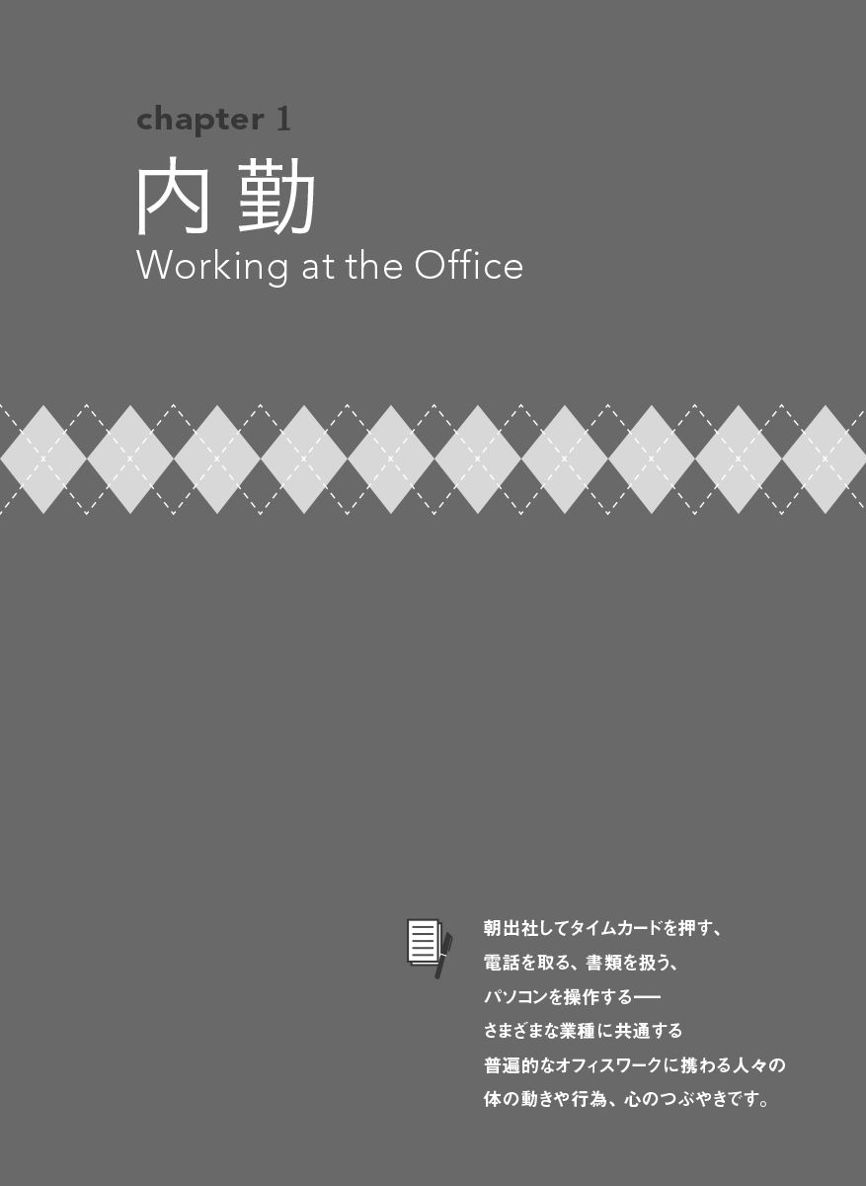 chapter 1
内勤
Working at the Office
朝出社してタイムカードを押す、
電話を取る、書類を扱う、
パソコンを操作する──
さまざまな業種に共通する
普遍的なオフィスワークに携わる人々の
体の動きや行為、心のつぶやきです。